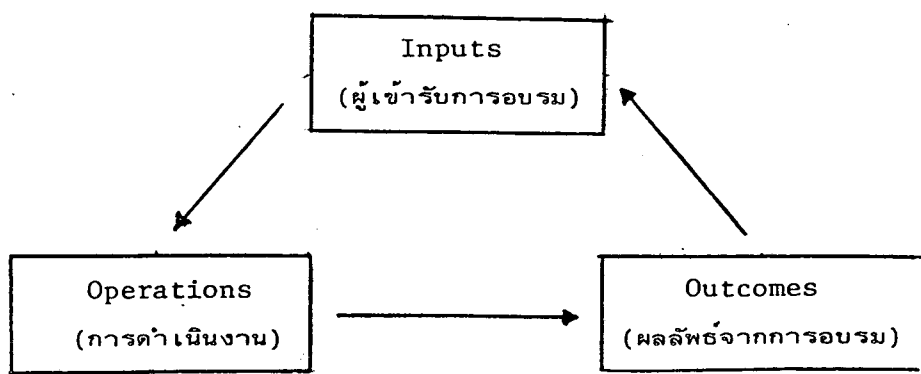 Inputs
(ผู้เข้ารับการอบรม)
Operations
(การดำเนินงาน)
Outcomes
(ผลลัพธ์จากการอบรม)